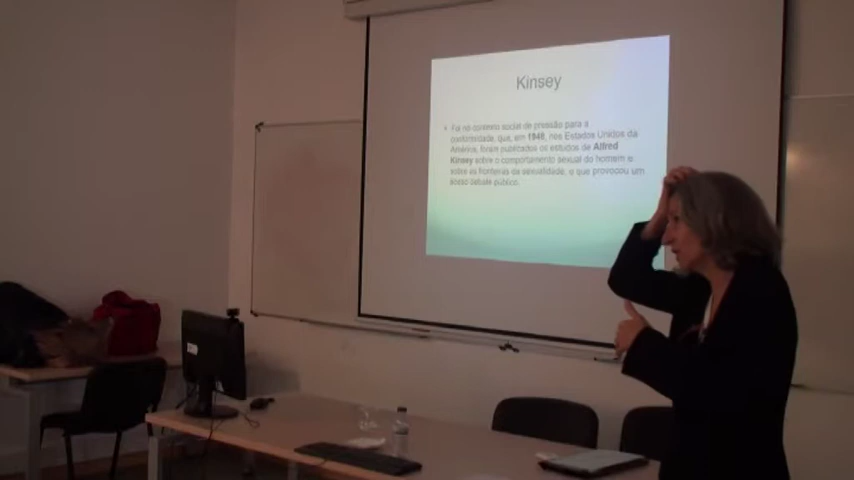 Kinsey
• Foi no contexto social de pressão para a
conformidade, que, em 1948, nos Estados Unidos da
América, foram publicados os estudos de Alfred
Kinsey sobre o comportamento sexual do homem e
sobre as fronteiras da sexualidade, o que provocou um
aceso debate público.